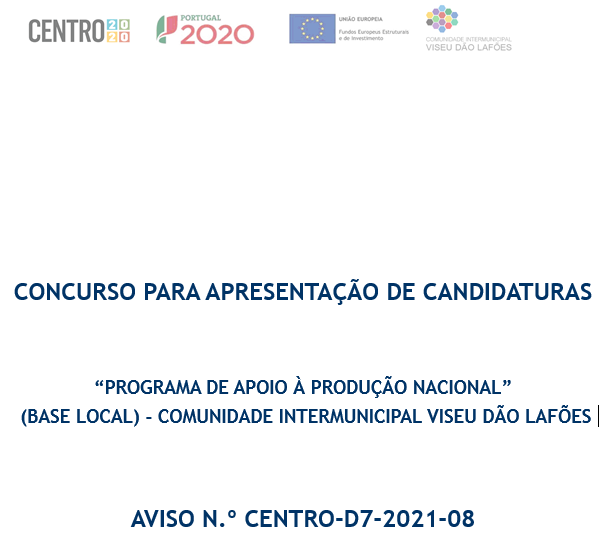 CENTRO 2020
PORTUGAL
2020
UNIÃO EUROPEIA
Fundos Europeus Estruturais
e de Investimento
COMUNIDADE INTERMUNICIPAL
VISEU DÃO LAFÕES
CONCURSO PARA APRESENTAÇÃO DE CANDIDATURAS
“PROGRAMA DE APOIO À PRODUÇÃO NACIONAL”
(BASE LOCAL) – COMUNIDADE INTERMUNICIPAL VISEU DÃO LAFÕES
AVISO N.º CENTRO-D7-2021-08